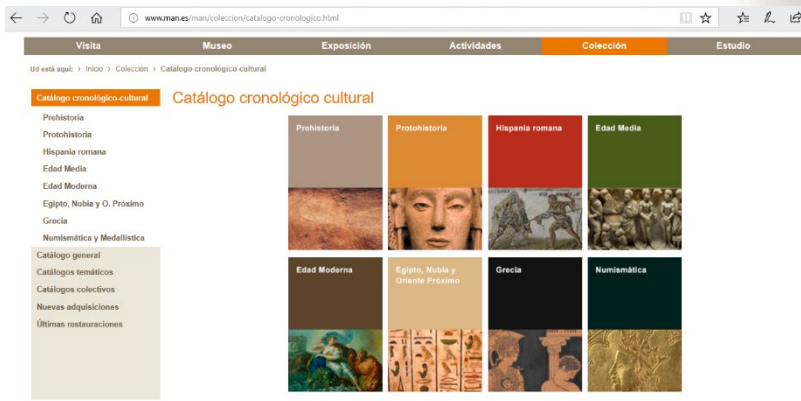 www.man.es/man/coleccion/catalogo-cronologico.html
Visita Museo Exposición Actividades Colección Estudio
Ud está aquí: > Inicio > Colección > Catálogo cronológico-cultural
Catálogo cronológico-cultural
Prehistoria
Protohistoria
Hispania romana
Edad Media
Edad Moderna
Egipto, Nubia y O. Próximo
Grecia
Numismática y Medallística
Catálogo general
Catálogos temáticos
Catálogos colectivos
Nuevas adquisiciones
Últimas restauraciones
Catálogo cronológico cultural
Prehistoria
Protohistoria
Hispania romana
Edad Media
Edad Moderna
Egipto, Nubia y
Oriente Próximo
Grecia
Numismática